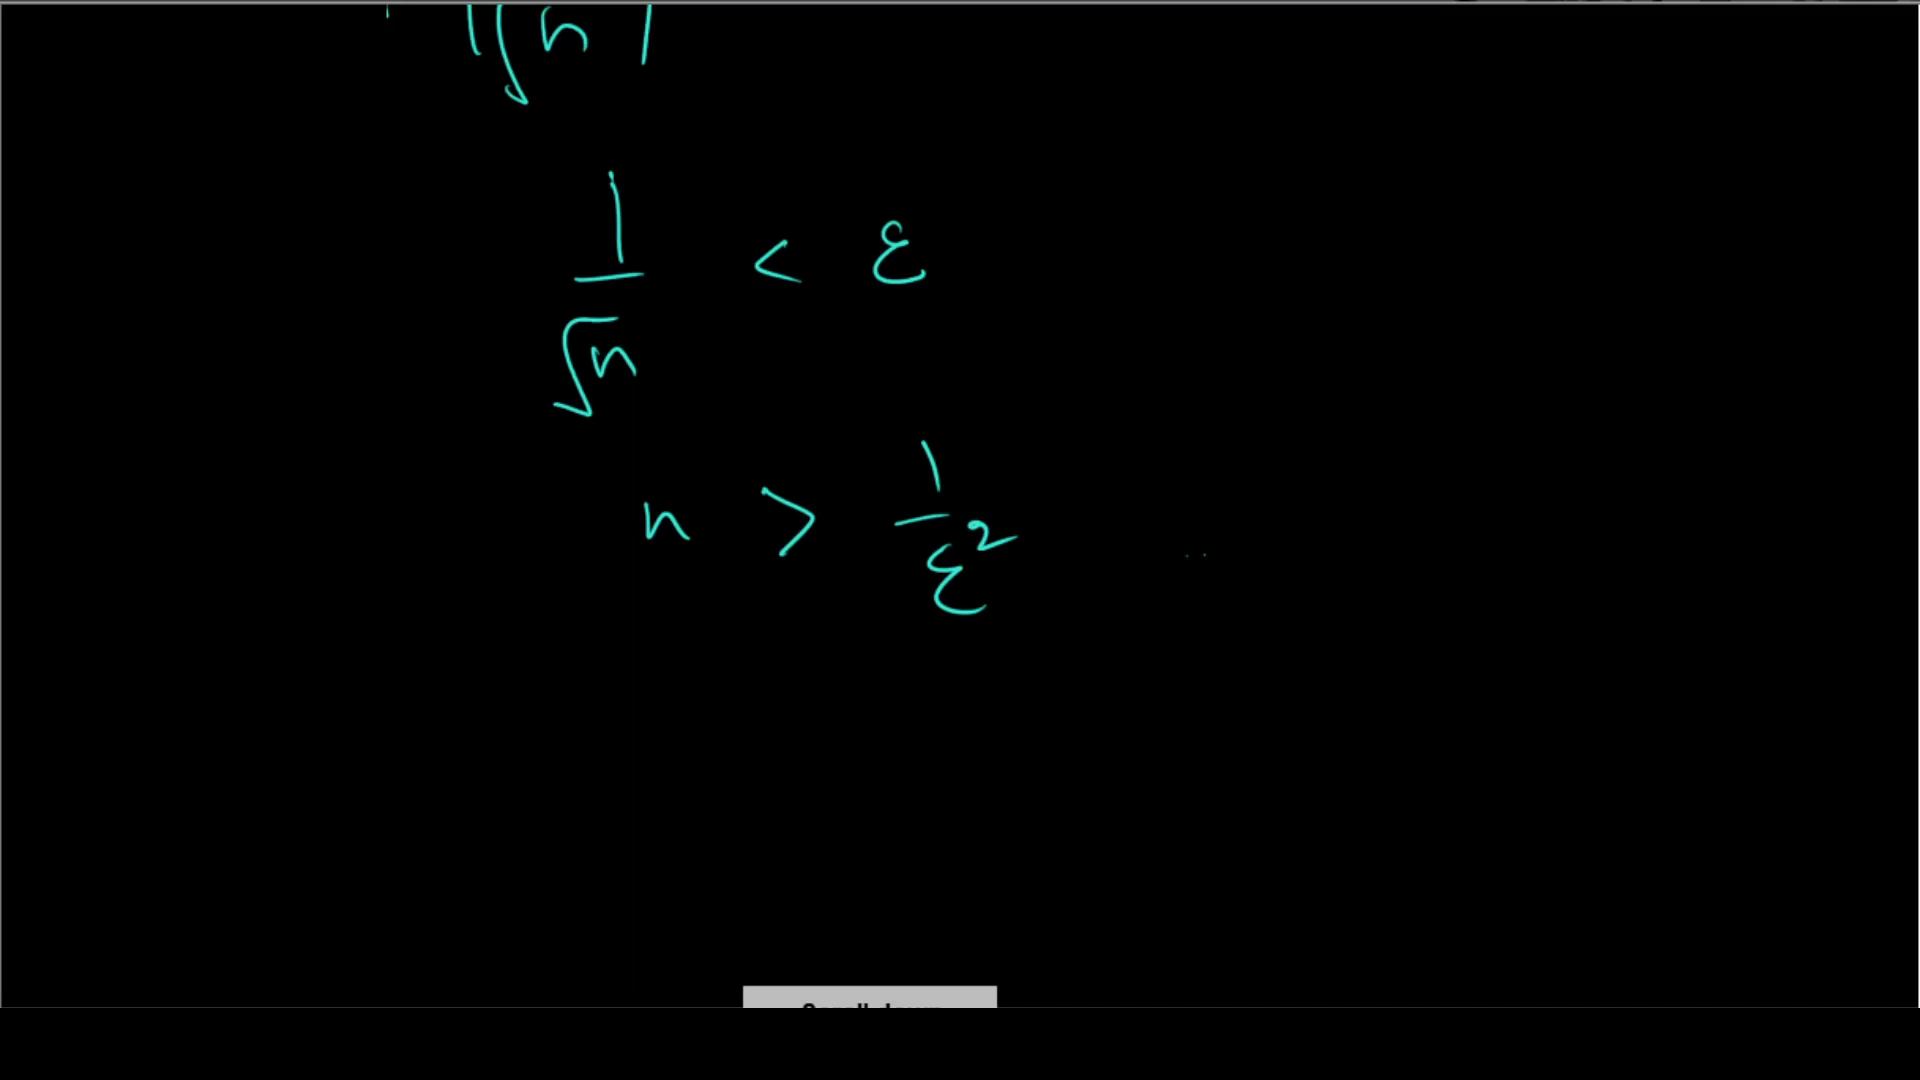 |√n|
1/√n < ε
n > 1/ε²